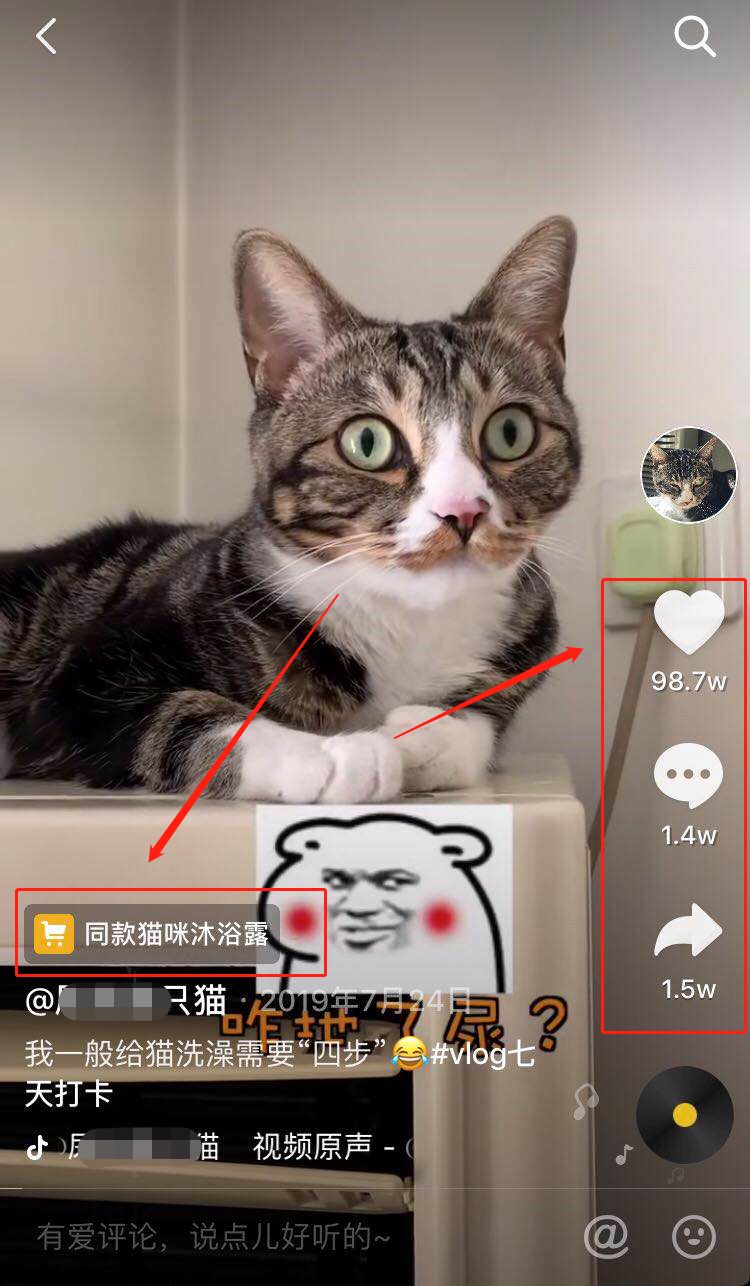 98.7w
1.4w
1.5w
同款猫咪沐浴露
只猫 · 2019年7月24日
咋地了尿？
我一般给猫洗澡需要“四步”😂#vlog七
天打卡
猫 视频原声 -
有爱评论，说点儿好听的~
@